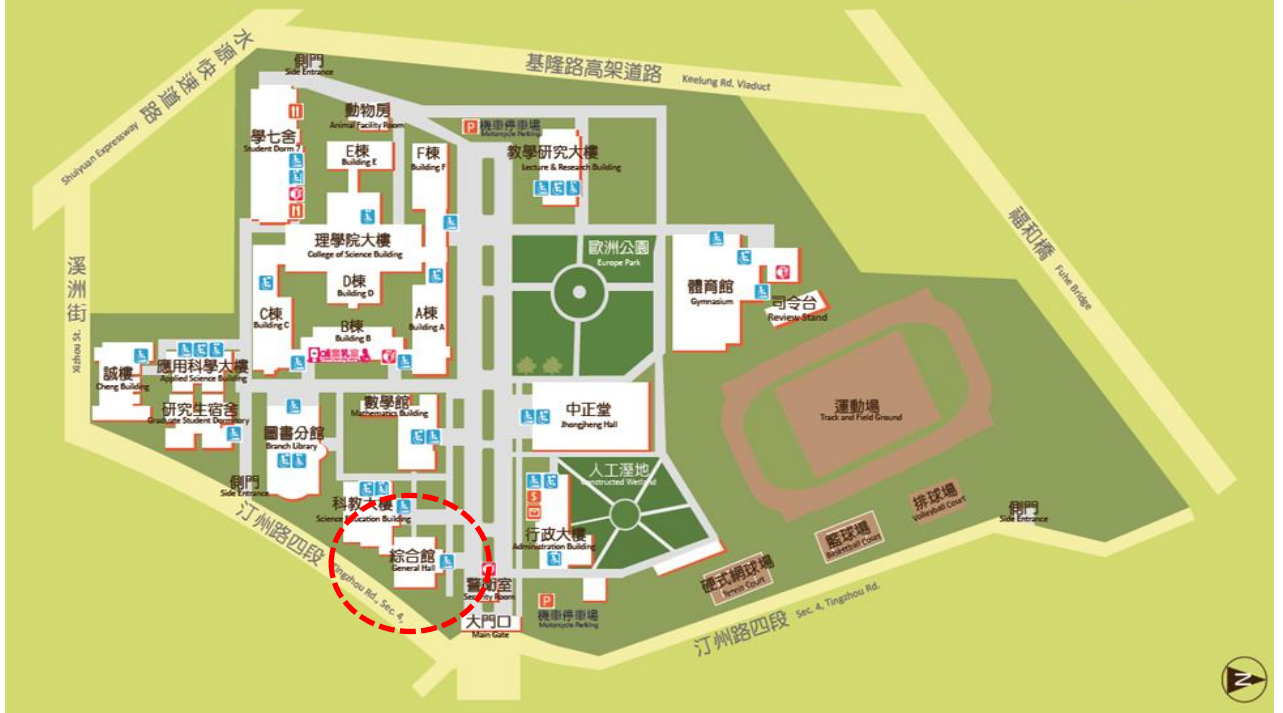 水源快速道路
Shuiyuan Expressway
側門
Side Entrance
基隆路高架道路 Keelung Rd. Viaduct
動物房
Animal Facility Room
P 機車停車場
Motorcycle Parking
學七舍
Student Dorm 7
E棟
Building E
F棟
Building F
教學研究大樓
Lecture & Research Building
福和橋 Fuhe Bridge
理學院大樓
College of Science Building
歐洲公園
Europe Park
溪洲街
Xizhou St.
D棟
Building D
體育館
Gymnasium
司令台
Review Stand
C棟
Building C
B棟
Building B
A棟
Building A
誠樓
Cheng Building
應用科學大樓
Applied Science Building
研究生宿舍
Graduate Student Dormitory
數學館
Mathematics Building
中正堂
Jhongjheng Hall
運動場
Track and Field Ground
圖書分館
Branch Library
人工溼地
Constructed Wetland
側門
Side Entrance
科教大樓
Science Education Building
行政大樓
Administration Building
排球場
Volleyball Court
籃球場
Basketball Court
側門
Side Entrance
綜合館
General Hall
硬式網球場
Tennis Court
汀州路四段 Tingzhou Rd., Sec. 4,
警衛室
Security Room
P 機車停車場
Motorcycle Parking
大門口
Main Gate
汀州路四段 Sec. 4, Tingzhou Rd.
N